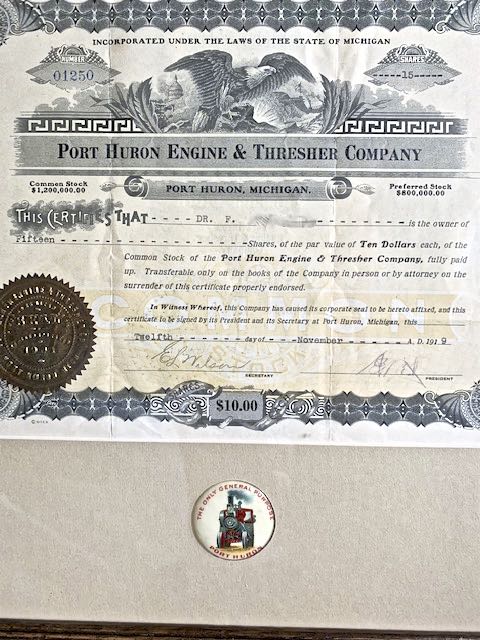 INCORPORATED UNDER THE LAWS OF THE STATE OF MICHIGAN
NUMBER
SHARES
01250
-----15-----
PORT HURON ENGINE & THRESHER COMPANY
Common Stock
$1,200,000.00
PORT HURON, MICHIGAN.
Preferred Stock
$800,000.00
THIS CERTIFIES THAT ---- DR. F. is the owner of
Fifteen Shares, of the par value of Ten Dollars each, of the
Common Stock of the Port Huron Engine & Thresher Company, fully paid
up. Transferable only on the books of the Company in person or by attorney on the
surrender of this certificate properly endorsed.
In Witness Whereof, this Company has caused its corporate seal to be hereto affixed, and this
certificate to be signed by its President and its Secretary at Port Huron, Michigan, this
Twelfth day of November A.D. 1919
SECRETARY
PRESIDENT
$10.00
THE ONLY GENERAL PURPOSE
PORT HURON